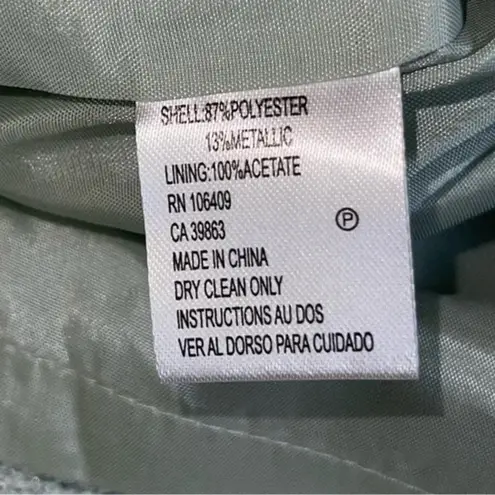 SHELL:87%POLYESTER
13%METALLIC
LINING:100%ACETATE
RN 106409
CA 39863
P
MADE IN CHINA
DRY CLEAN ONLY
INSTRUCTIONS AU DOS
VER AL DORSO PARA CUIDADO